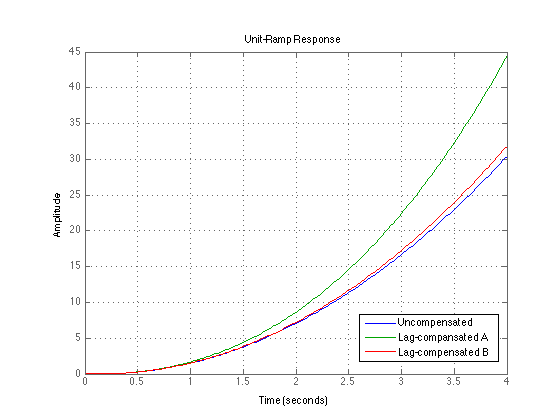 Unit-Ramp Response
Amplitude
45
40
35
30
25
20
15
10
5
0
0 0.5 1 1.5 2 2.5 3 3.5 4
Time (seconds)
Uncompensated
Lag-compansated A
Lag-compensated B